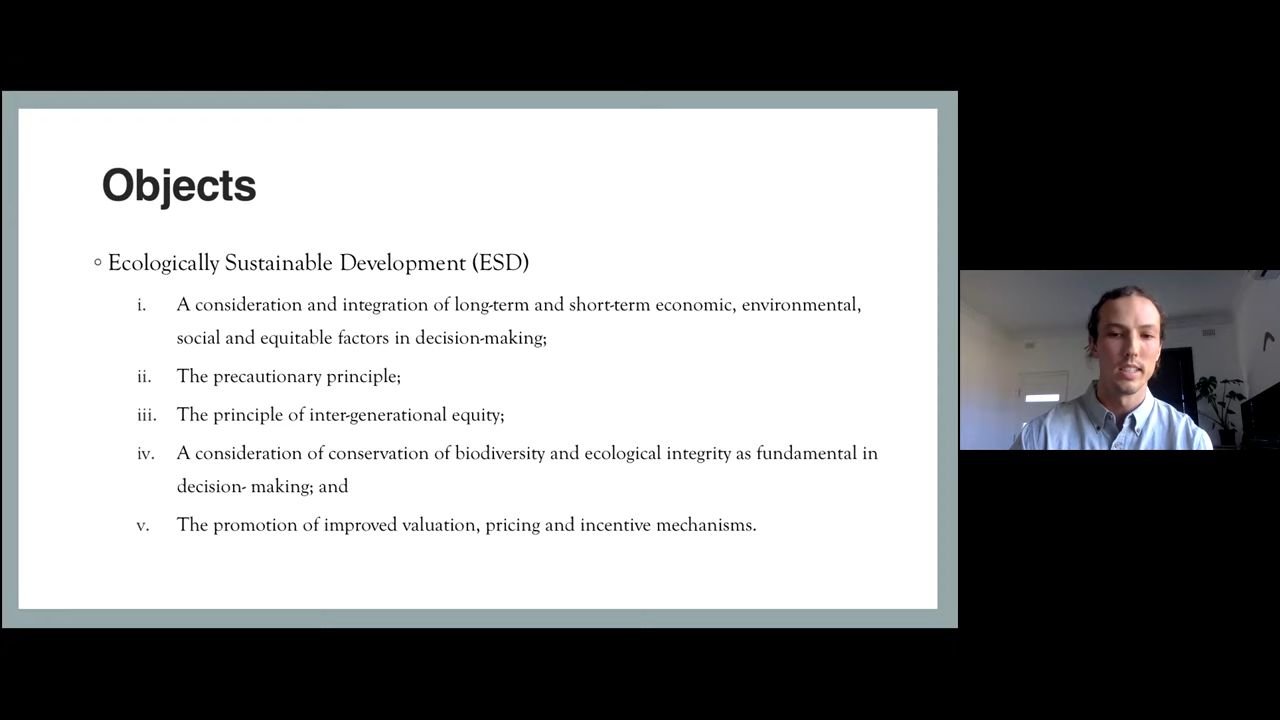 Objects
◦ Ecologically Sustainable Development (ESD)
i. A consideration and integration of long-term and short-term economic, environmental,
social and equitable factors in decision-making;
ii. The precautionary principle;
iii. The principle of inter-generational equity;
iv. A consideration of conservation of biodiversity and ecological integrity as fundamental in
decision- making; and
v. The promotion of improved valuation, pricing and incentive mechanisms.